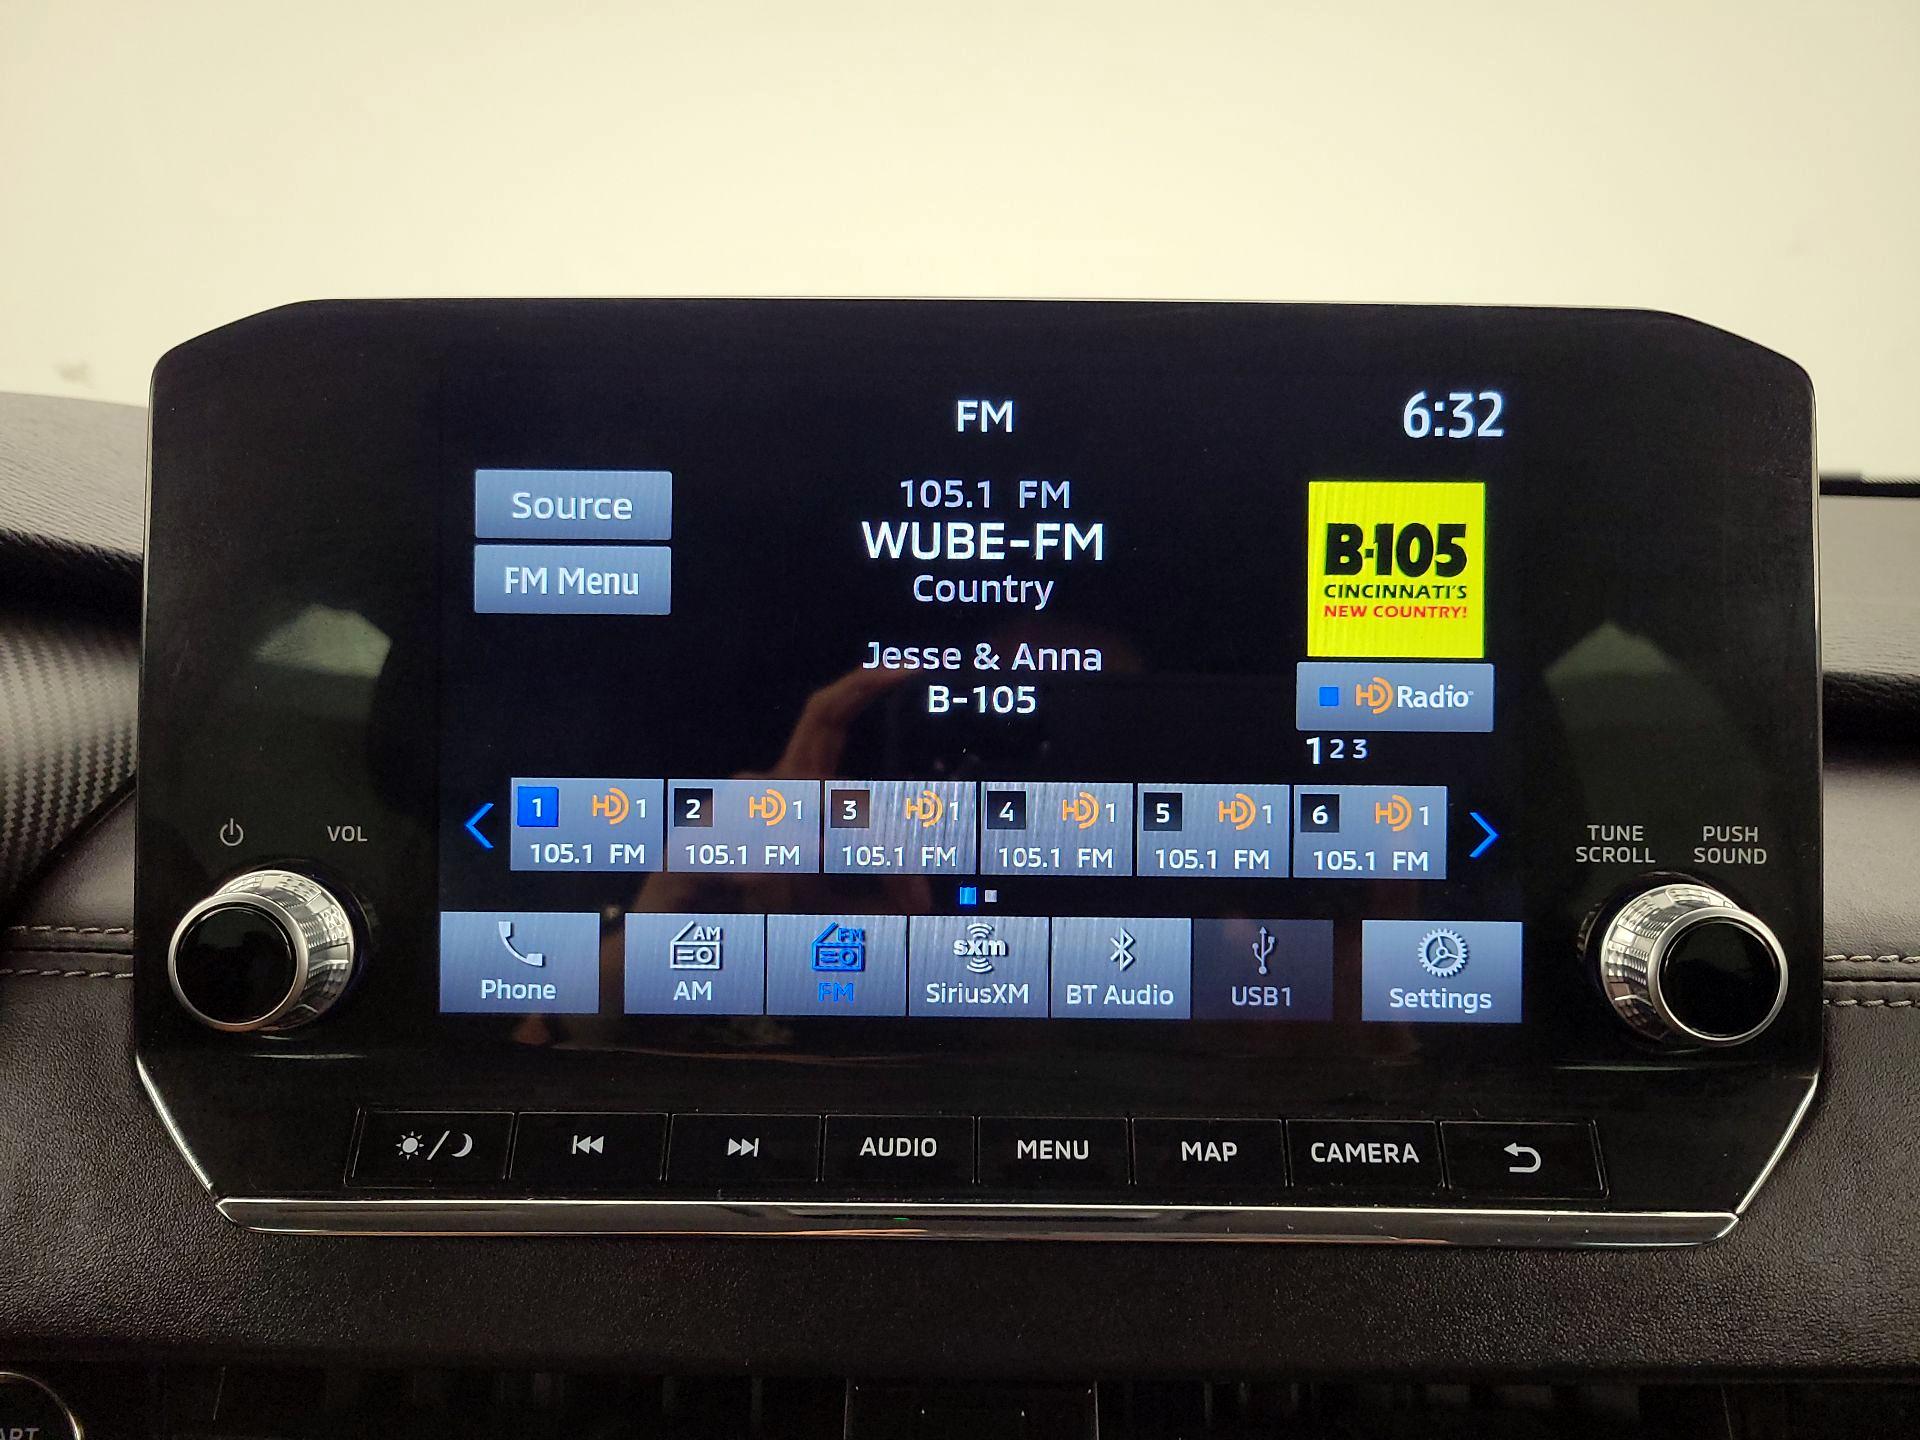 FM
6:32
Source
FM Menu
105.1 FM
WUBE-FM
Country
Jesse & Anna
B-105
B-105
CINCINNATI'S
NEW COUNTRY!
HD Radio
1 2 3
1 HD 1
105.1 FM
2 HD 1
105.1 FM
3 HD 1
105.1 FM
4 HD 1
105.1 FM
5 HD 1
105.1 FM
6 HD 1
105.1 FM
VOL
TUNE
SCROLL
PUSH
SOUND
Phone
AM
AM
FM
FM
sxm
SiriusXM
BT Audio
USB1
Settings
AUDIO
MENU
MAP
CAMERA